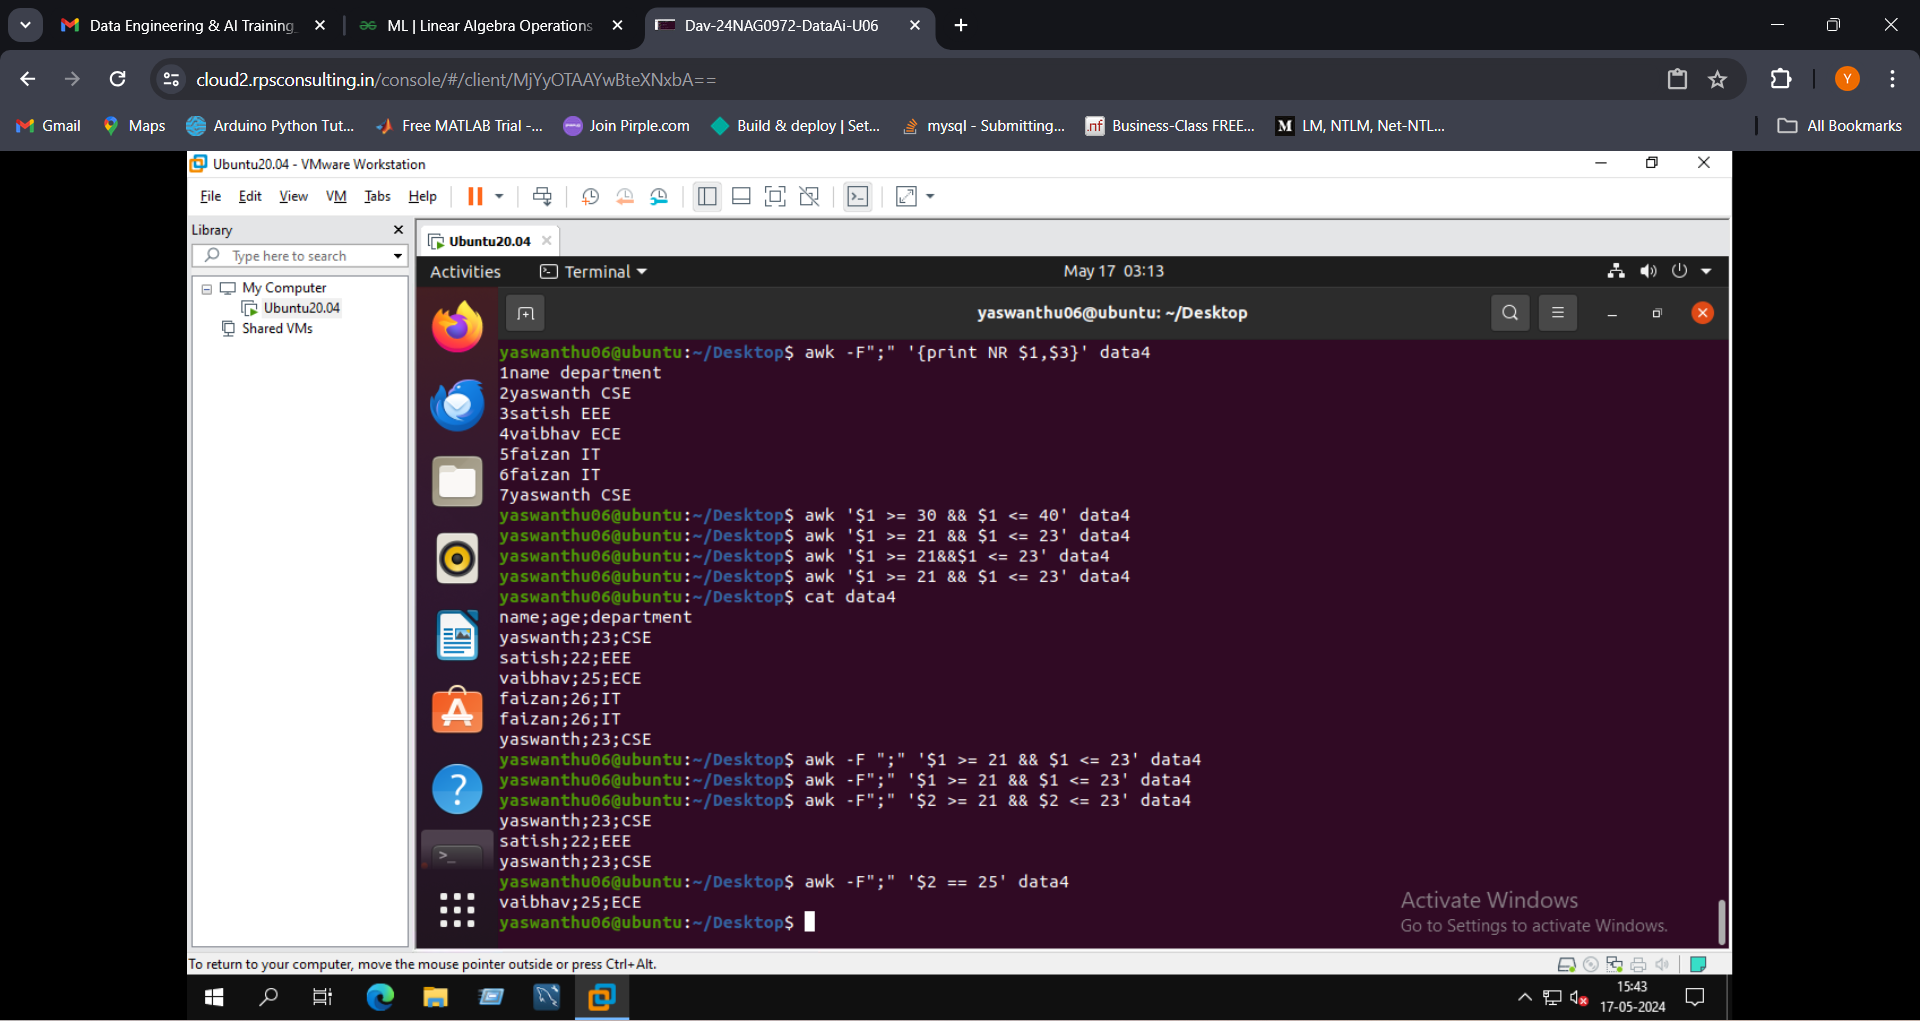 Data Engineering & AI Training
ML | Linear Algebra Operations
Dav-24NAG0972-DataAi-U06
cloud2.rpsconsulting.in/console/#/client/MjYyOTAAYwBteXNxbA==
Y
Gmail
Maps
Arduino Python Tut...
Free MATLAB Trial -...
Join Pirple.com
Build & deploy | Set...
mysql - Submitting...
.nf Business-Class FREE...
M LM, NTLM, Net-NTL...
All Bookmarks
Ubuntu20.04 - VMware Workstation
File Edit View VM Tabs Help
Library
Ubuntu20.04
Type here to search
My Computer
Ubuntu20.04
Shared VMs
Activities
Terminal
May 17 03:13
yaswanthu06@ubuntu: ~/Desktop
yaswanthu06@ubuntu:~/Desktop$ awk -F";" '{print NR $1,$3}' data4
1name department
2yaswanth CSE
3satish EEE
4vaibhav ECE
5faizan IT
6faizan IT
7yaswanth CSE
yaswanthu06@ubuntu:~/Desktop$ awk '$1 >= 30 && $1 <= 40' data4
yaswanthu06@ubuntu:~/Desktop$ awk '$1 >= 21 && $1 <= 23' data4
yaswanthu06@ubuntu:~/Desktop$ awk '$1 >= 21&&$1 <= 23' data4
yaswanthu06@ubuntu:~/Desktop$ awk '$1 >= 21 && $1 <= 23' data4
yaswanthu06@ubuntu:~/Desktop$ cat data4
name;age;department
yaswanth;23;CSE
satish;22;EEE
vaibhav;25;ECE
faizan;26;IT
faizan;26;IT
yaswanth;23;CSE
yaswanthu06@ubuntu:~/Desktop$ awk -F ";" '$1 >= 21 && $1 <= 23' data4
yaswanthu06@ubuntu:~/Desktop$ awk -F";" '$1 >= 21 && $1 <= 23' data4
yaswanthu06@ubuntu:~/Desktop$ awk -F";" '$2 >= 21 && $2 <= 23' data4
yaswanth;23;CSE
satish;22;EEE
yaswanth;23;CSE
yaswanthu06@ubuntu:~/Desktop$ awk -F";" '$2 == 25' data4
vaibhav;25;ECE
yaswanthu06@ubuntu:~/Desktop$
Activate Windows
Go to Settings to activate Windows.
To return to your computer, move the mouse pointer outside or press Ctrl+Alt.
15:43
17-05-2024